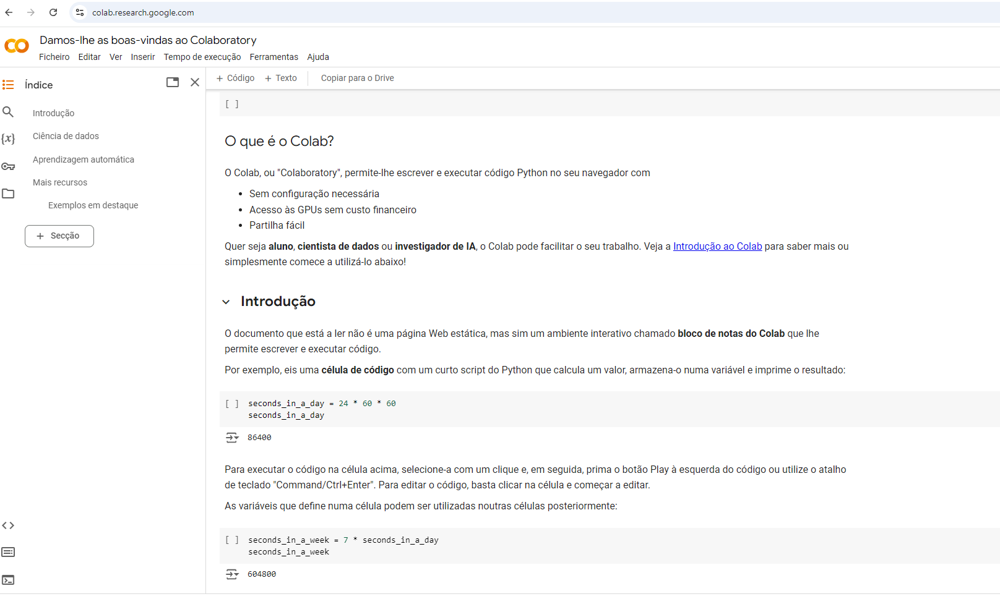 colab.research.google.com
Damos-lhe as boas-vindas ao Colaboratory
Ficheiro Editar Ver Inserir Tempo de execução Ferramentas Ajuda
Índice
Introdução
Ciência de dados
Aprendizagem automática
Mais recursos
Exemplos em destaque
+ Secção
+ Código + Texto Copiar para o Drive
[ ]
O que é o Colab?
O Colab, ou "Colaboratory", permite-lhe escrever e executar código Python no seu navegador com
• Sem configuração necessária
• Acesso às GPUs sem custo financeiro
• Partilha fácil
Quer seja aluno, cientista de dados ou investigador de IA, o Colab pode facilitar o seu trabalho. Veja a Introdução ao Colab para saber mais ou
simplesmente comece a utilizá-lo abaixo!
Introdução
O documento que está a ler não é uma página Web estática, mas sim um ambiente interativo chamado bloco de notas do Colab que lhe
permite escrever e executar código.
Por exemplo, eis uma célula de código com um curto script do Python que calcula um valor, armazena-o numa variável e imprime o resultado:
[ ] seconds_in_a_day = 24 * 60 * 60
seconds_in_a_day
86400
Para executar o código na célula acima, selecione-a com um clique e, em seguida, prima o botão Play à esquerda do código ou utilize o atalho
de teclado "Command/Ctrl+Enter". Para editar o código, basta clicar na célula e começar a editar.
As variáveis que define numa célula podem ser utilizadas noutras células posteriormente:
[ ] seconds_in_a_week = 7 * seconds_in_a_day
seconds_in_a_week
604800